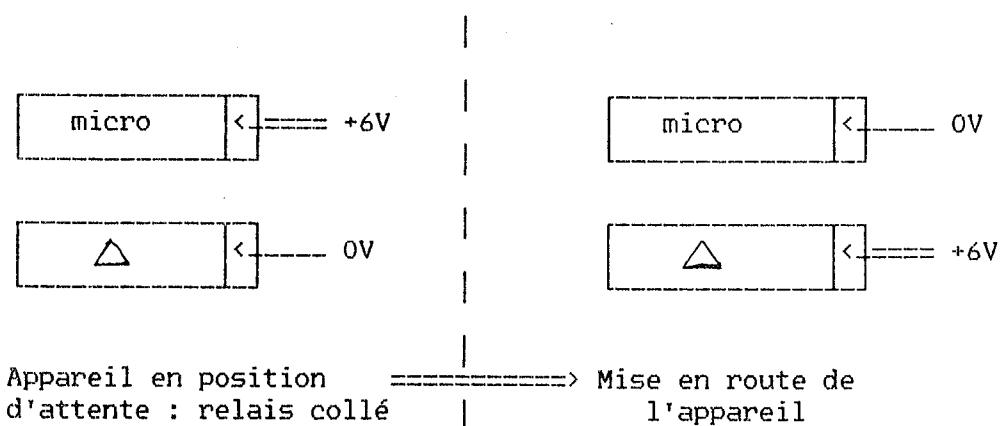 micro < ==== +6V
micro < ---- 0V
△ < ---- 0V
△ < ==== +6V
Appareil en position ===========> Mise en route de
d'attente : relais collé l'appareil